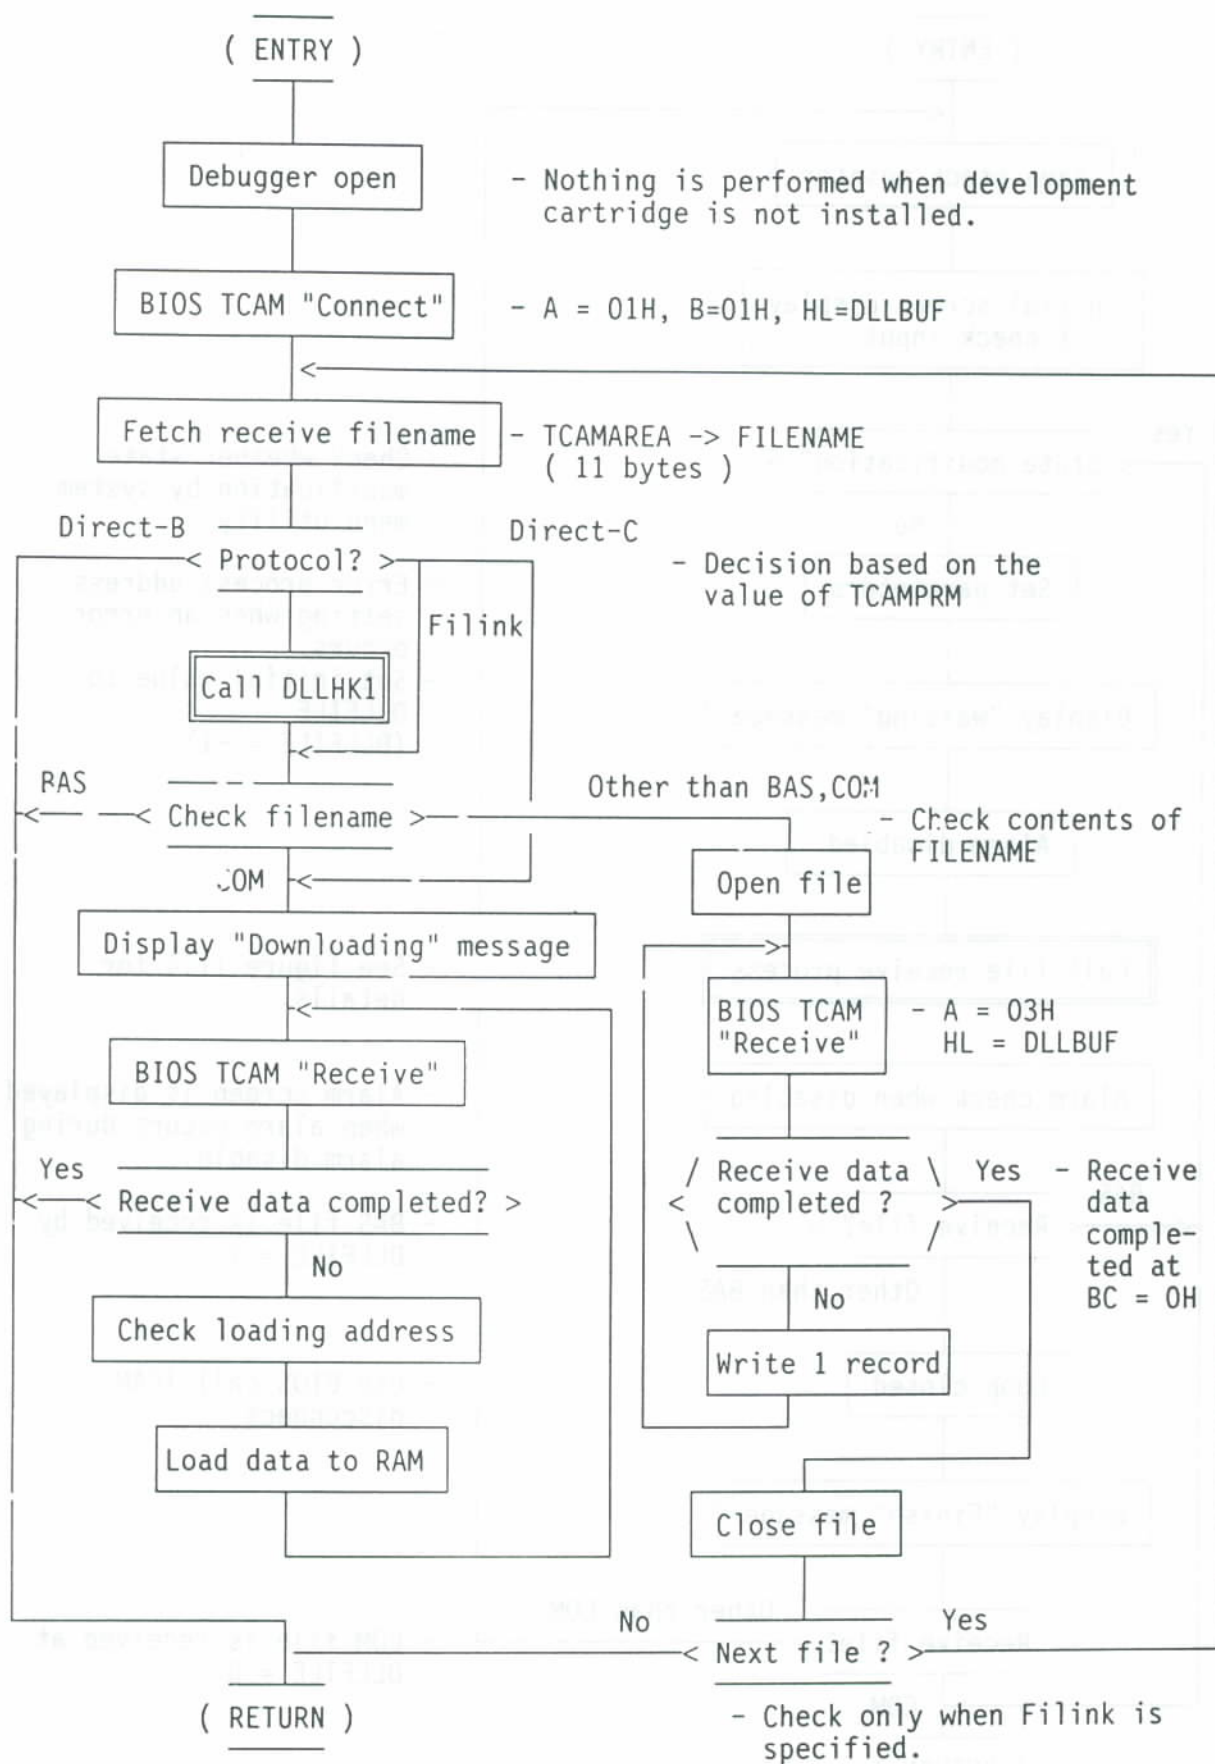 ( ENTRY )
Debugger open
- Nothing is performed when development
cartridge is not installed.
BIOS TCAM "Connect"
- A = 01H, B=01H, HL=DLLBUF
Fetch receive filename
- TCAMAREA -> FILENAME
( 11 bytes )
Direct-B
< Protocol? >
Direct-C
- Decision based on the
value of TCAMPRM
Filink
Call DLLHK1
BAS
< Check filename >
Other than BAS,COM
- Check contents of
FILENAME
COM
Open file
Display "Downloading" message
BIOS TCAM
"Receive"
- A = 03H
HL = DLLBUF
BIOS TCAM "Receive"
Yes
< Receive data completed? >
No
/ Receive data \
< completed ? >
\ /
Yes
- Receive
data
comple-
ted at
BC = 0H
No
Check loading address
Write 1 record
Load data to RAM
Close file
No
< Next file ? >
Yes
( RETURN )
- Check only when Filink is
specified.